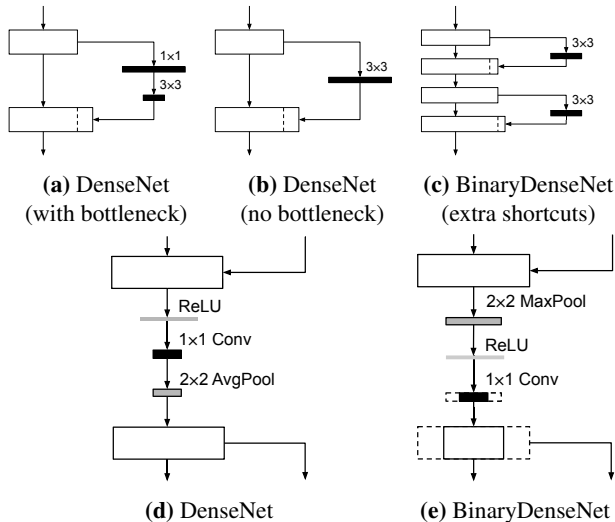 1×1
3×3
(a) DenseNet
(with bottleneck)
3×3
(b) DenseNet
(no bottleneck)
3×3
3×3
(c) BinaryDenseNet
(extra shortcuts)
ReLU
1×1 Conv
2×2 AvgPool
(d) DenseNet
2×2 MaxPool
ReLU
1×1 Conv
(e) BinaryDenseNet